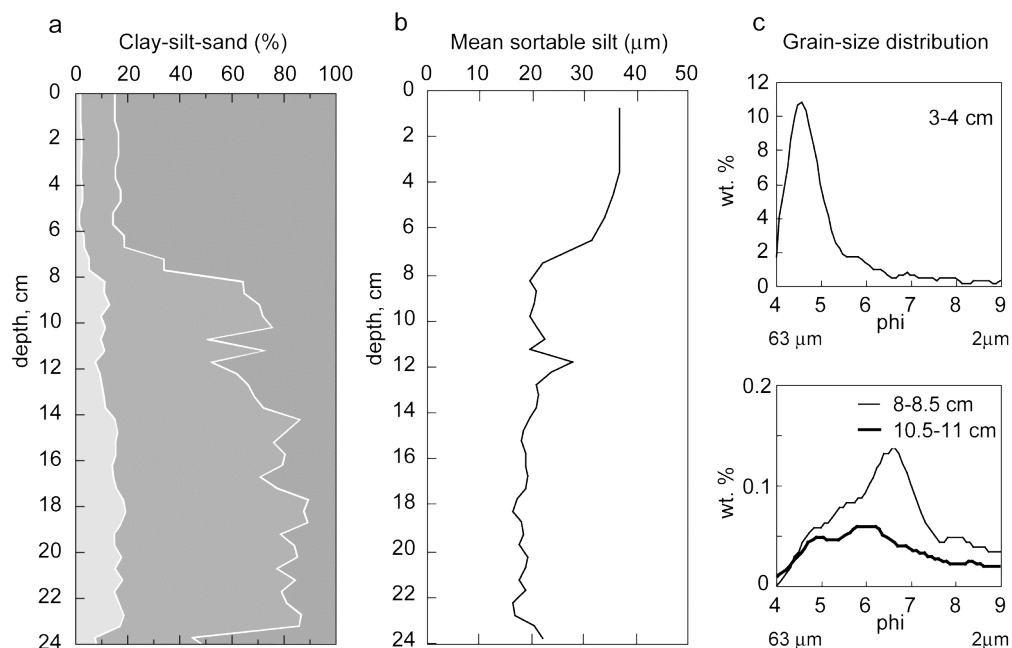 a
Clay-silt-sand (%)
0 20 40 60 80 100
depth, cm
0
2
4
6
8
10
12
14
16
18
20
22
24
b
Mean sortable silt (μm)
0 10 20 30 40 50
depth, cm
0
2
4
6
8
10
12
14
16
18
20
22
24
c
Grain-size distribution
3-4 cm
wt. %
12
10
8
6
4
2
0
4 5 6 7 8 9
phi
63 μm 2μm
8-8.5 cm
10.5-11 cm
wt. %
0.2
0.1
0
4 5 6 7 8 9
phi
63 μm 2μm